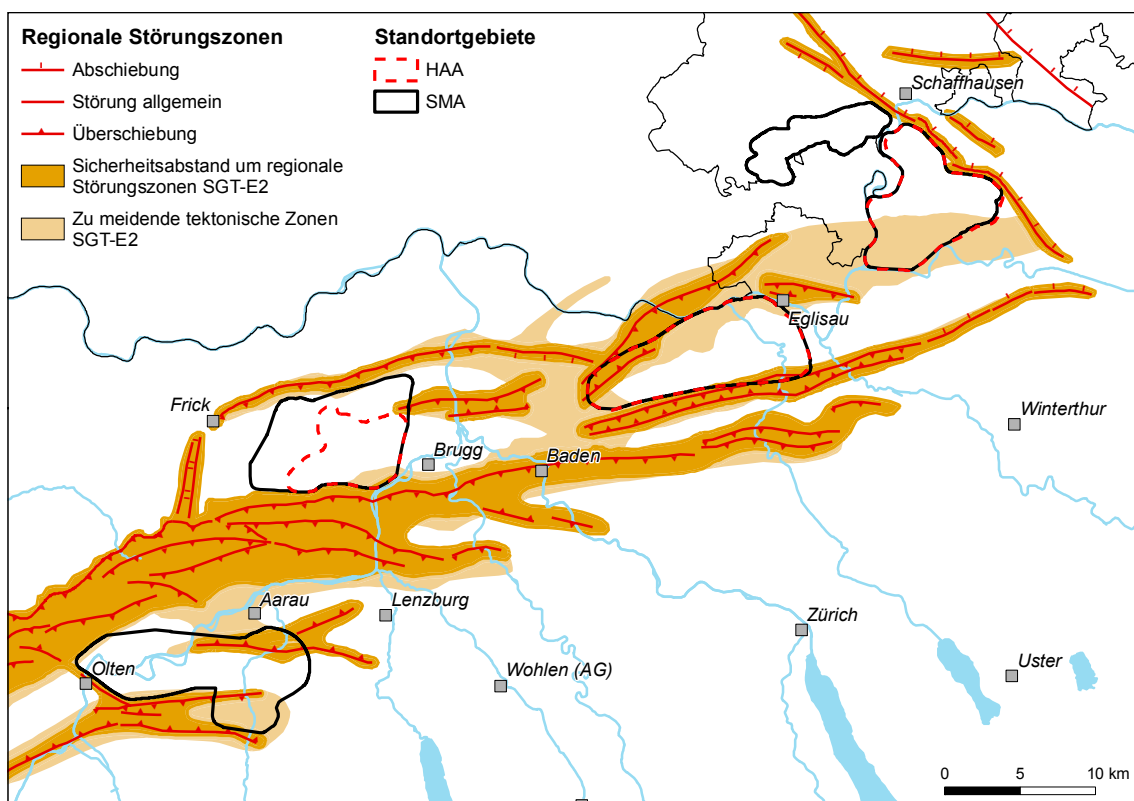 Regionale Störungszonen
Abschiebung
Störung allgemein
Überschiebung
Sicherheitsabstand um regionale
Störungszonen SGT-E2
Zu meidende tektonische Zonen
SGT-E2
Standortgebiete
HAA
SMA
Schaffhausen
Eglisau
Frick
Winterthur
Brugg
Baden
Aarau
Lenzburg
Zürich
Olten
Wohlen (AG)
Uster
0 5 10 km